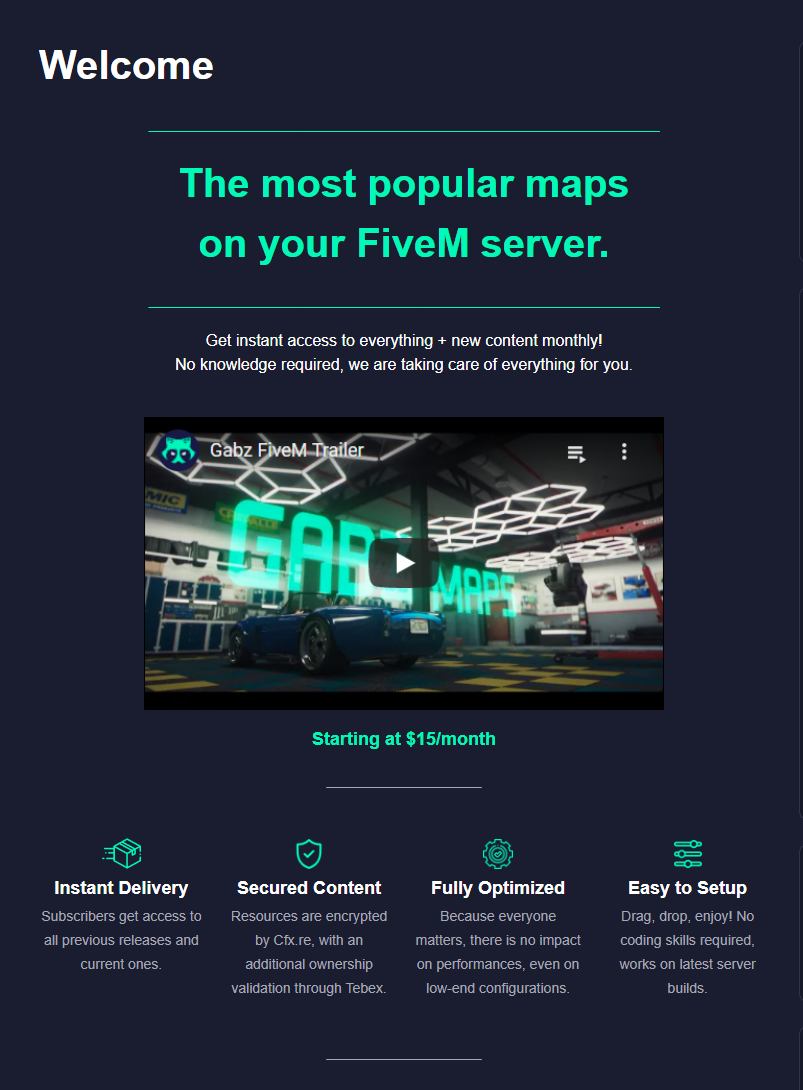 Welcome
The most popular maps
on your FiveM server.
Get instant access to everything + new content monthly!
No knowledge required, we are taking care of everything for you.
Gabz FiveM Trailer
MAPS
Starting at $15/month
Instant Delivery
Subscribers get access to
all previous releases and
current ones.
Secured Content
Resources are encrypted
by Cfx.re, with an
additional ownership
validation through Tebex.
Fully Optimized
Because everyone
matters, there is no impact
on performances, even on
low-end configurations.
Easy to Setup
Drag, drop, enjoy! No
coding skills required,
works on latest server
builds.